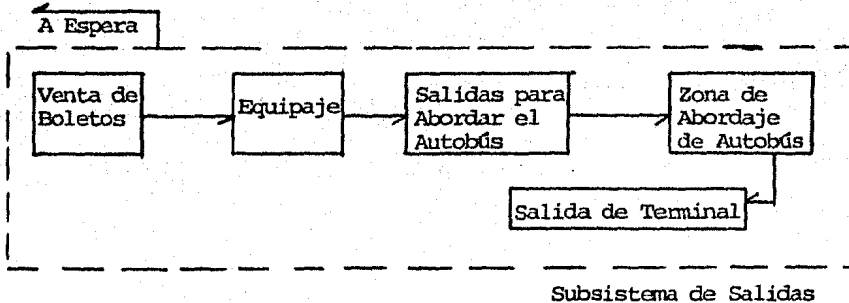 A Espera
Venta de
Boletos
Equipaje
Salidas para
Abordar el
Autobús
Zona de
Abordaje
de Autobús
Salida de Terminal
Subsistema de Salidas